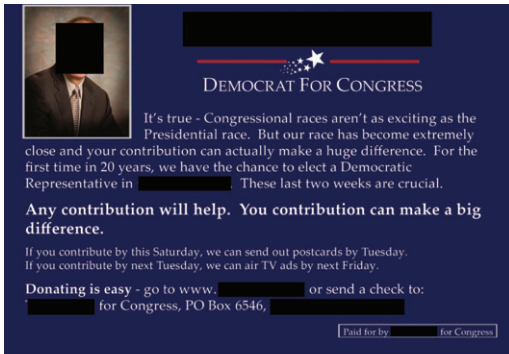 DEMOCRAT FOR CONGRESS
It's true - Congressional races aren't as exciting as the
Presidential race. But our race has become extremely
close and your contribution can actually make a huge difference. For the
first time in 20 years, we have the chance to elect a Democratic
Representative in . These last two weeks are crucial.
Any contribution will help. You contribution can make a big
difference.
If you contribute by this Saturday, we can send out postcards by Tuesday.
If you contribute by next Tuesday, we can air TV ads by next Friday.
Donating is easy - go to www. or send a check to:
for Congress, PO Box 6546,
Paid for by for Congress